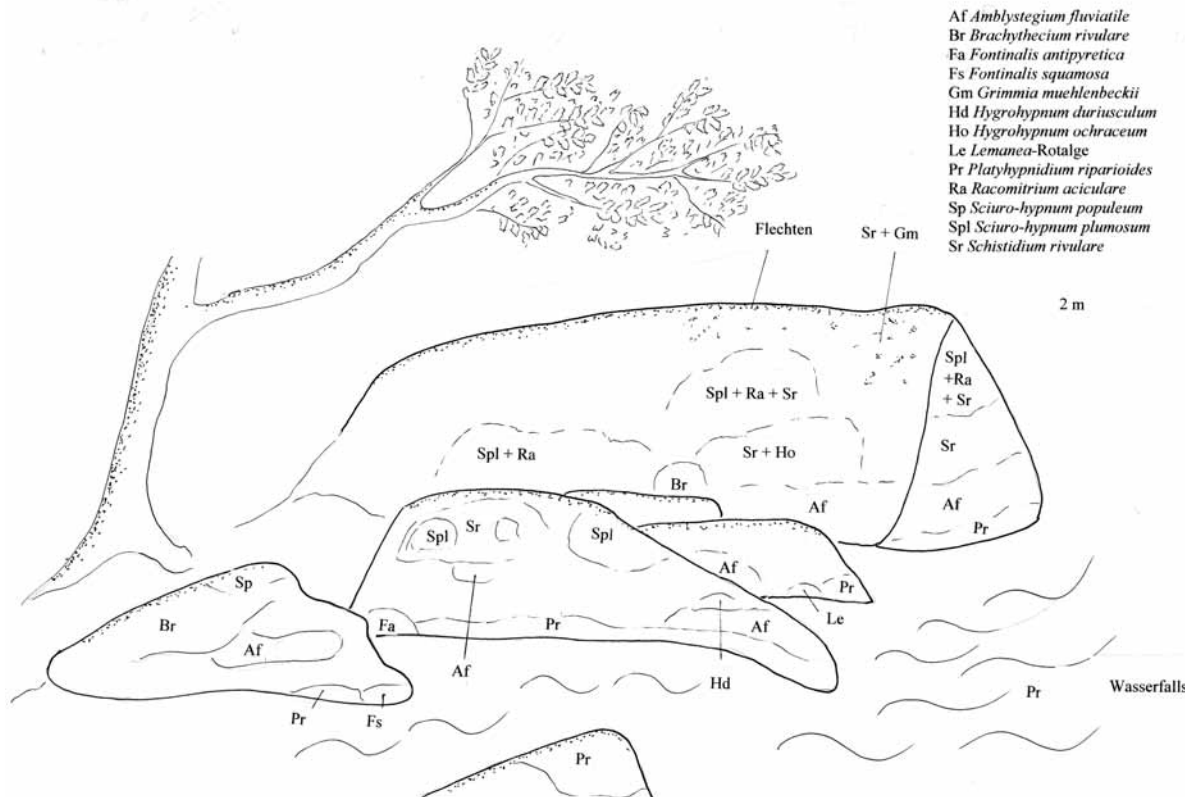 Af Amblystegium fluviatile
Br Brachythecium rivulare
Fa Fontinalis antipyretica
Fs Fontinalis squamosa
Gm Grimmia muehlenbeckii
Hd Hygrohypnum duriusculum
Ho Hygrohypnum ochraceum
Le Lemanea-Rotalge
Pr Platyhypnidium riparioides
Ra Racomitrium aciculare
Sp Sciuro-hypnum populeum
Spl Sciuro-hypnum plumosum
Sr Schistidium rivulare
Flechten
Sr + Gm
2 m
Spl
+Ra
+ Sr
Spl + Ra + Sr
Sr
Spl + Ra
Sr + Ho
Br
Af
Af
Pr
Spl
Sr
Spl
Af
Pr
Le
Sp
Br
Af
Fa
Pr
Af
Af
Hd
Pr
Fs
Pr
Wasserfalls
Pr